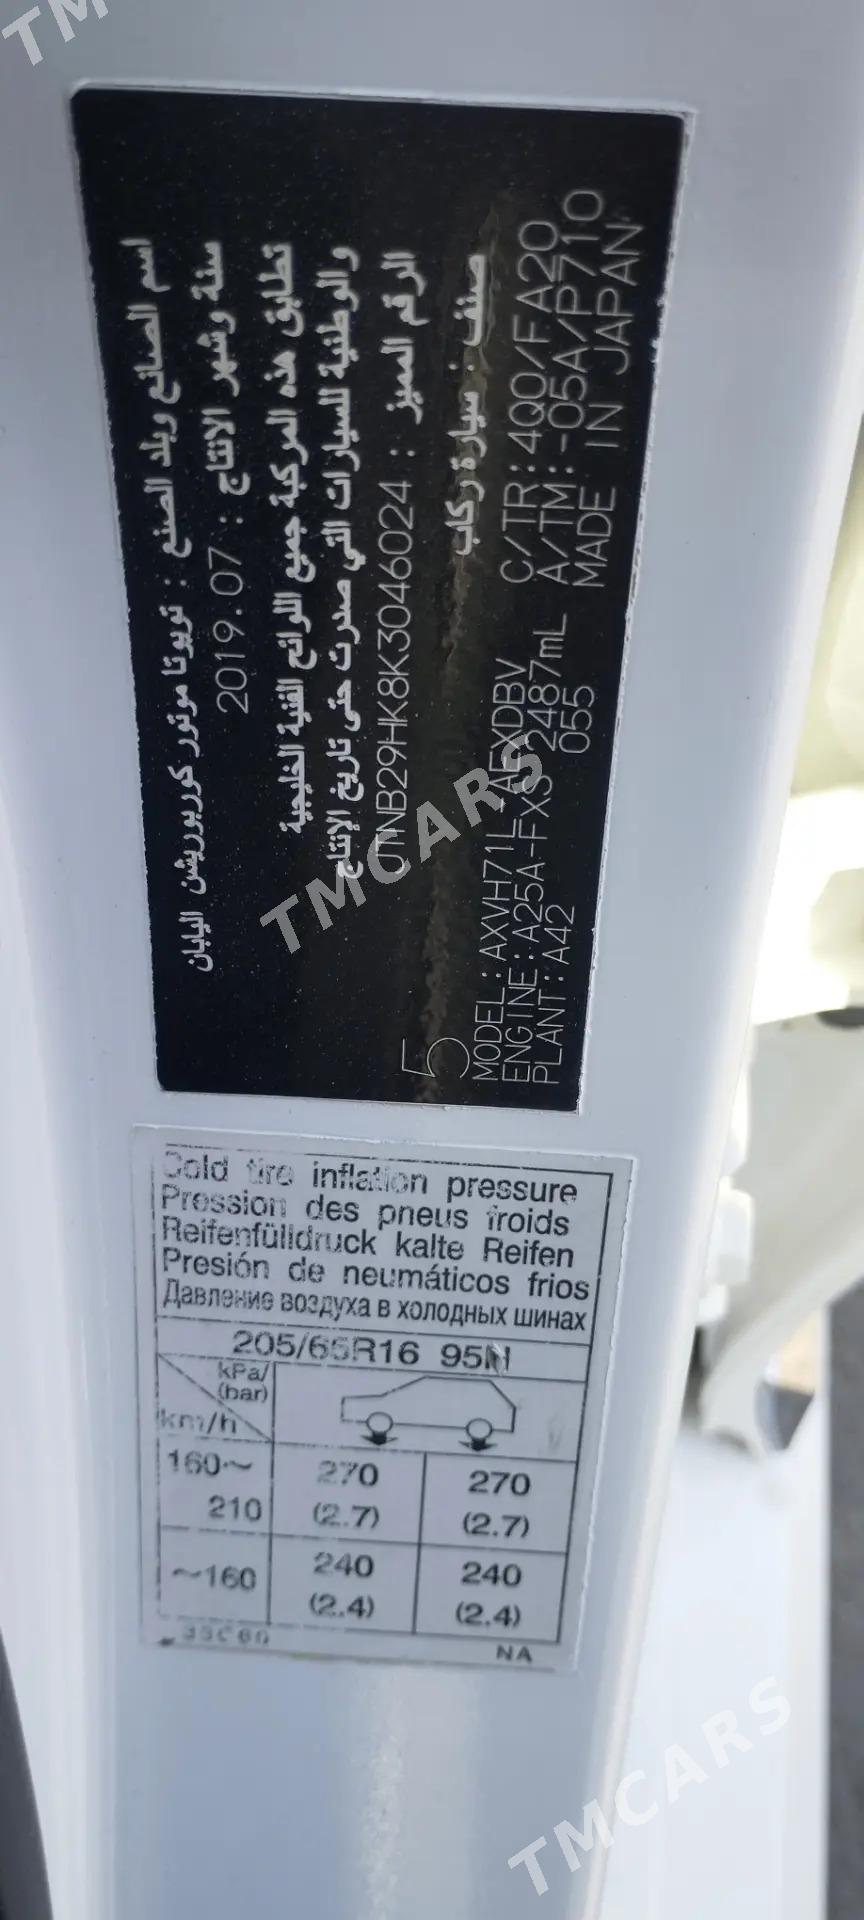 TMCARS
اسم الصانع وبلد الصنع : تويوتا موتور كوربوريشن اليابان
سنة وشهر الانتاج : 2019.07
تطابق هذه المركبة جميع اللوائح الفنية الخليجية
والوطنية للسيارات التي صدرت حتى تاريخ الإنتاج
الرقم المميز : JTNB29HK8K3046024
صنف : سيارة ركاب
5
MODEL:AXVH71L-AEXDBV C/TR:4Q0/FA20
ENGINE:A25A-FXS 2487mL A/TM:-05A/P710
PLANT:A42 055 MADE IN JAPAN
TMCARS
Cold tire inflation pressure
Pression des pneus froids
Reifenfülldruck kalte Reifen
Presión de neumáticos frios
Давление воздуха в холодных шинах
205/65R16 95H
kPa/
(bar)
km/h
160~
210
270
(2.7)
270
(2.7)
~160
240
(2.4)
240
(2.4)
33C60
NA
TMCARS